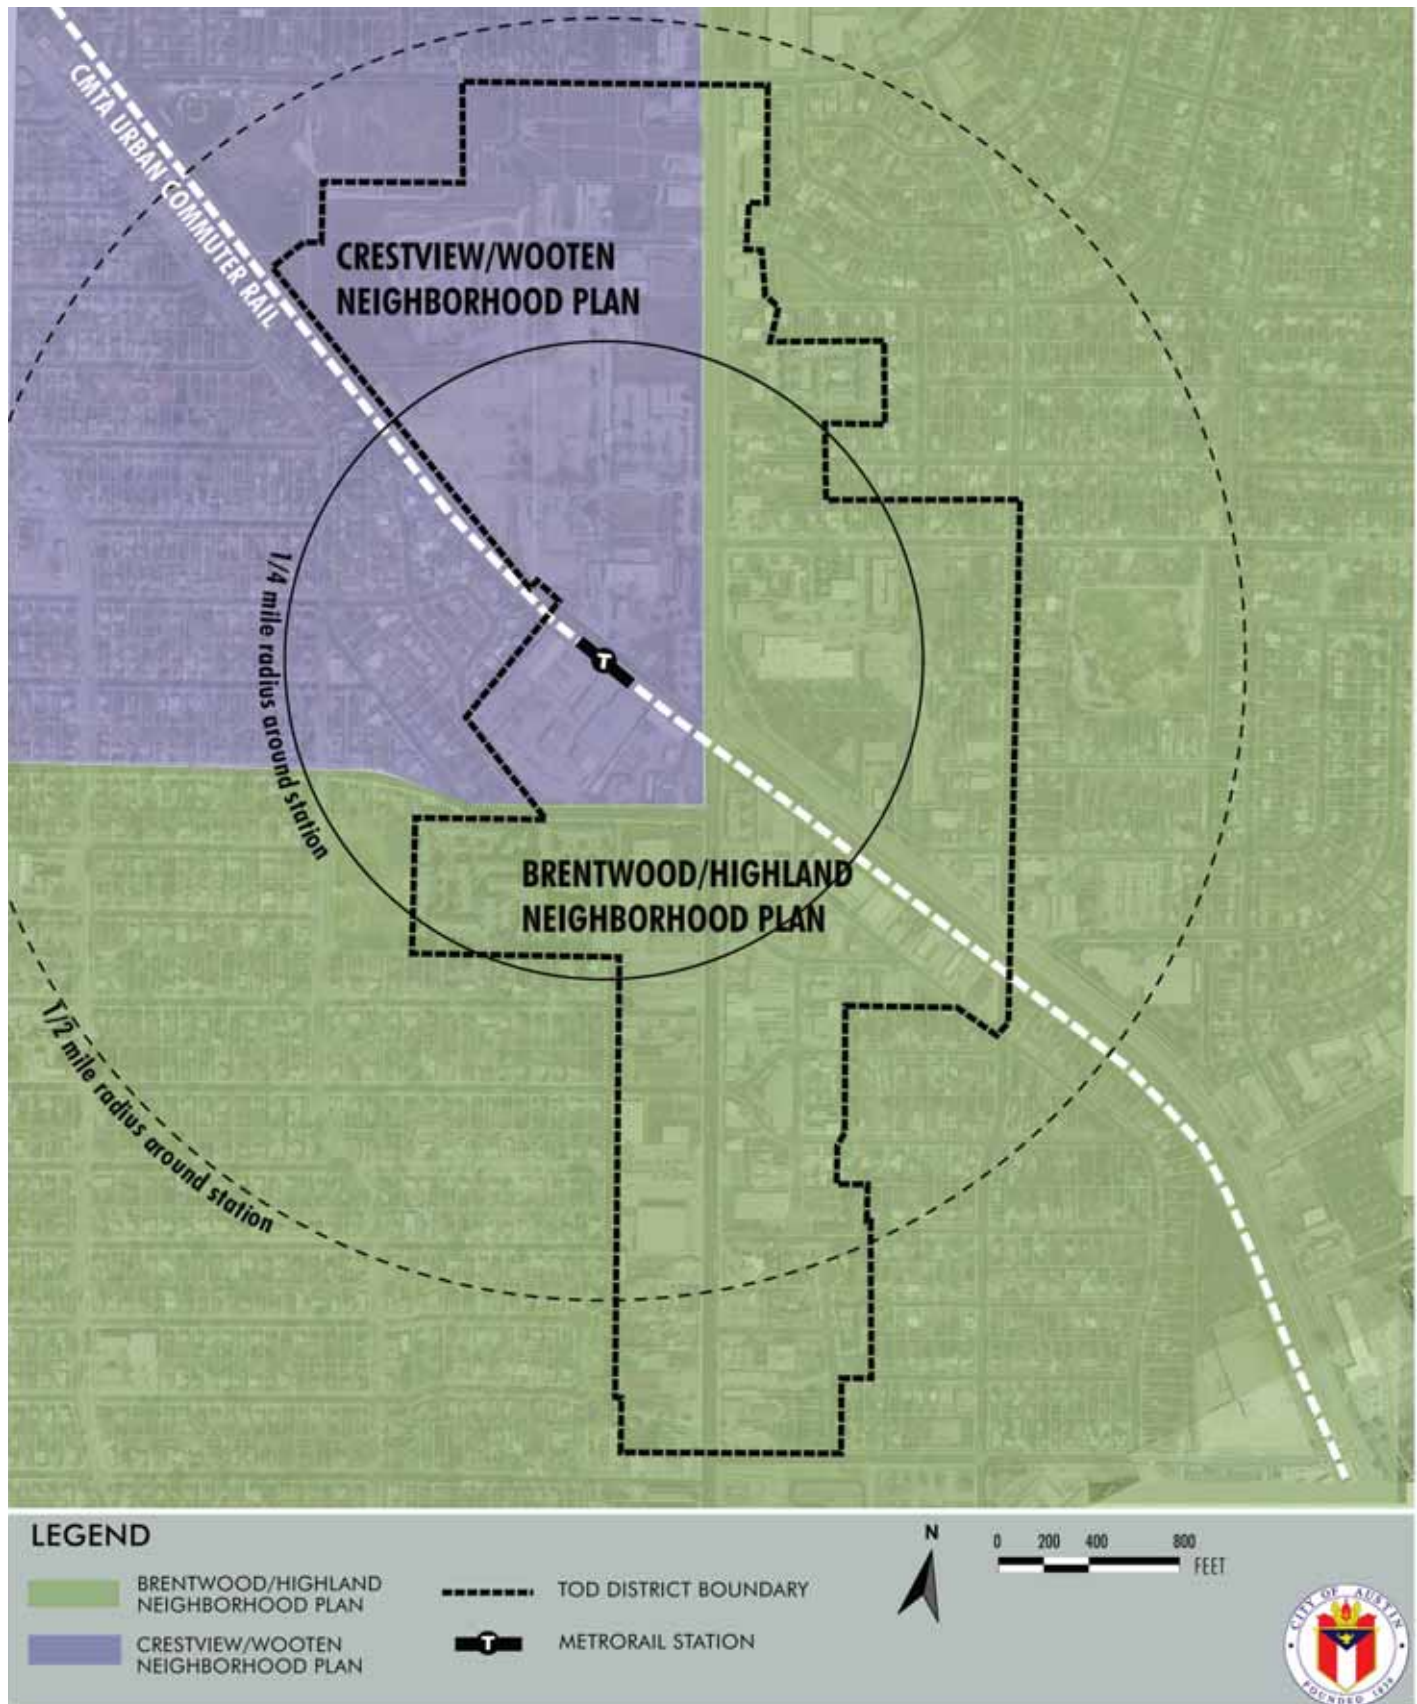 CMTA URBAN COMMUTER RAIL
CRESTVIEW/WOOTEN
NEIGHBORHOOD PLAN
1/4 mile radius around station
BRENTWOOD/HIGHLAND
NEIGHBORHOOD PLAN
1/2 mile radius around station
T
LEGEND
BRENTWOOD/HIGHLAND
NEIGHBORHOOD PLAN
CRESTVIEW/WOOTEN
NEIGHBORHOOD PLAN
TOD DISTRICT BOUNDARY
T
METRORAIL STATION
N
0 200 400 800
FEET
CITY OF AUSTIN
FOUNDED 1839